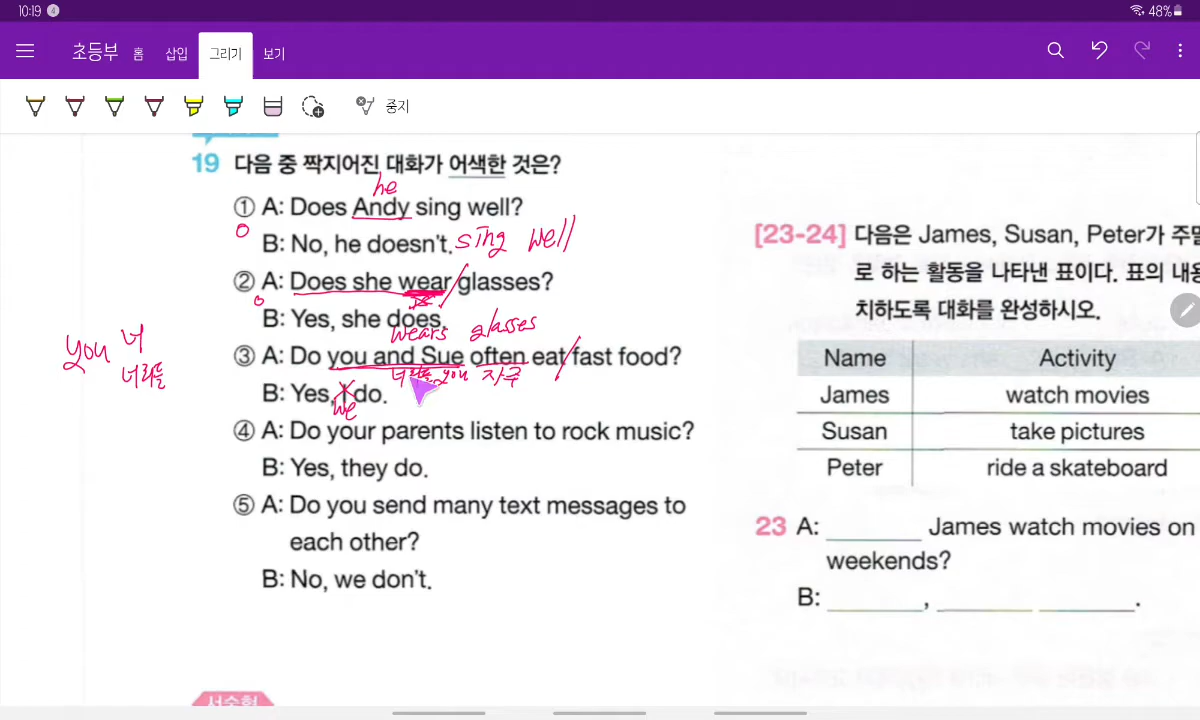 10:19 4 48%
초등부 홈 삽입 그리기 보기
중지
19 다음 중 짝지어진 대화가 어색한 것은?
he
① A: Does Andy sing well?
B: No, he doesn't. sing well
② A: Does she wear glasses?
B: Yes, she does.
wears glasses
③ A: Do you and Sue often eat fast food?
너희들 you 자주
B: Yes, I do.
we
you 너
너희들
④ A: Do your parents listen to rock music?
B: Yes, they do.
⑤ A: Do you send many text messages to
each other?
B: No, we don't.
[23-24] 다음은 James, Susan, Peter가 주말
로 하는 활동을 나타낸 표이다. 표의 내용
치하도록 대화를 완성하시오.
Name Activity
James watch movies
Susan take pictures
Peter ride a skateboard
23 A: ________ James watch movies on
weekends?
B: ________, ________ ________.
서술형